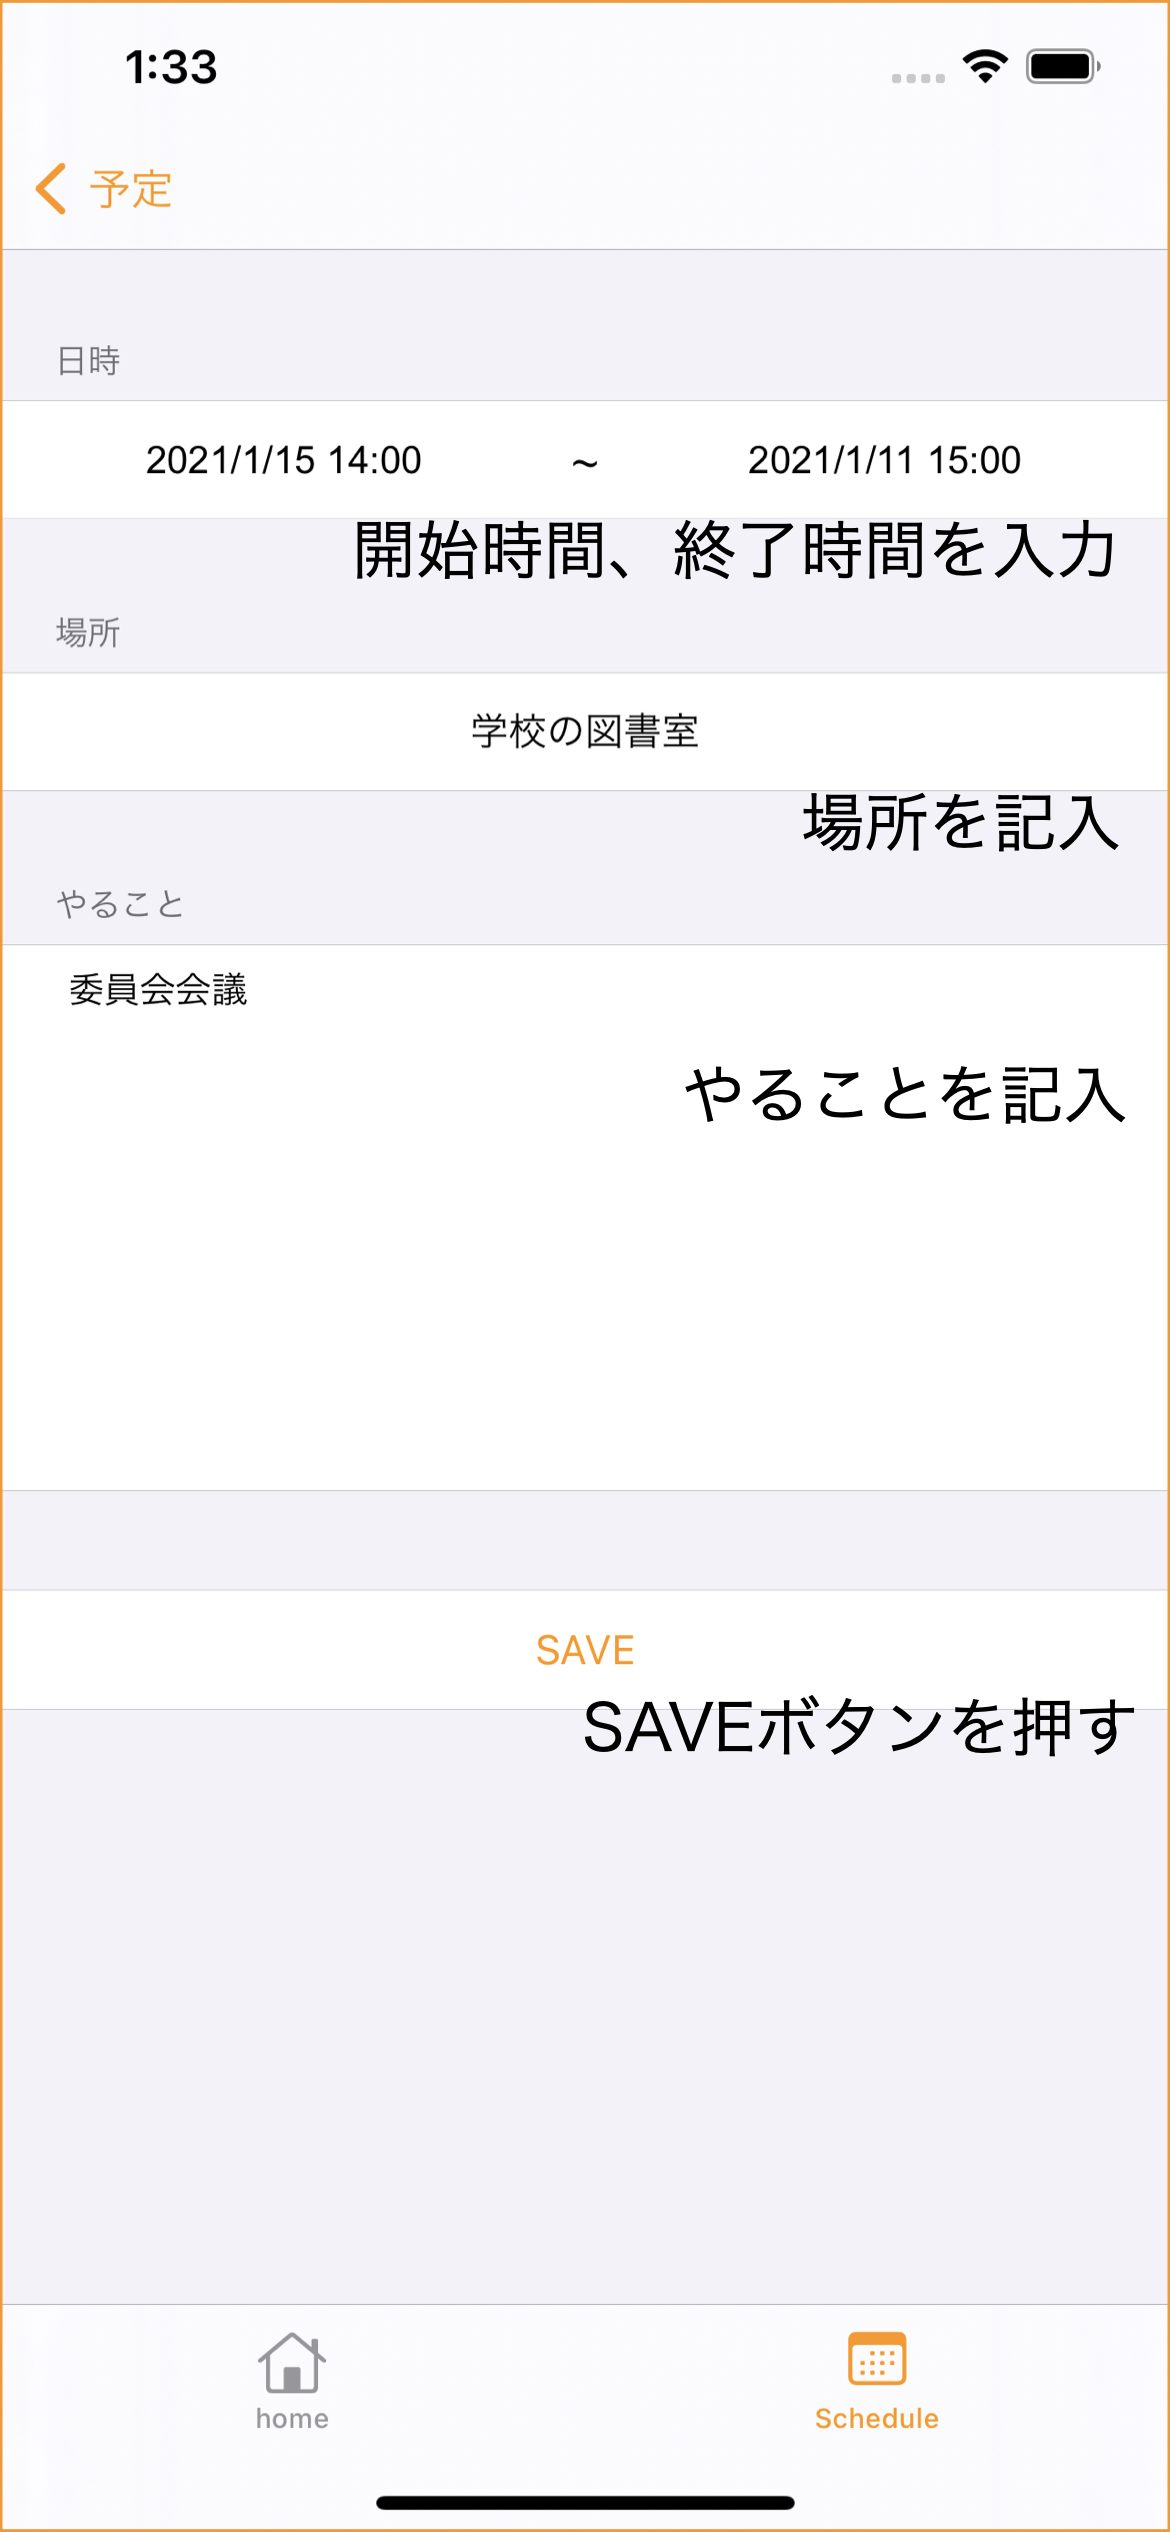 1:33
予定
日時
2021/1/15 14:00 ~ 2021/1/11 15:00
開始時間、終了時間を入力
場所
学校の図書室
場所を記入
やること
委員会会議
やることを記入
SAVE
SAVEボタンを押す
home Schedule